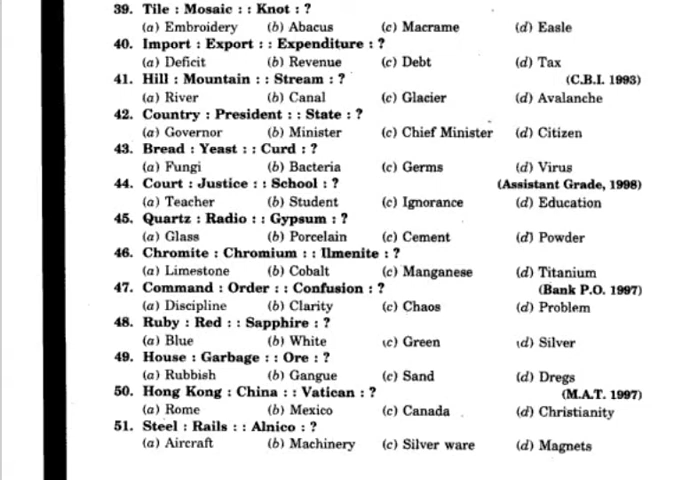 39. Tile : Mosaic : : Knot : ?
(a) Embroidery (b) Abacus (c) Macrame (d) Easle
40. Import : Export : : Expenditure : ?
(a) Deficit (b) Revenue (c) Debt (d) Tax
41. Hill : Mountain : : Stream : ? (C.B.I. 1993)
(a) River (b) Canal (c) Glacier (d) Avalanche
42. Country : President : : State : ?
(a) Governor (b) Minister (c) Chief Minister (d) Citizen
43. Bread : Yeast : : Curd : ?
(a) Fungi (b) Bacteria (c) Germs (d) Virus
44. Court : Justice : : School : ? (Assistant Grade, 1998)
(a) Teacher (b) Student (c) Ignorance (d) Education
45. Quartz : Radio : : Gypsum : ?
(a) Glass (b) Porcelain (c) Cement (d) Powder
46. Chromite : Chromium : : Ilmenite : ?
(a) Limestone (b) Cobalt (c) Manganese (d) Titanium
47. Command : Order : : Confusion : ? (Bank P.O. 1997)
(a) Discipline (b) Clarity (c) Chaos (d) Problem
48. Ruby : Red : : Sapphire : ?
(a) Blue (b) White (c) Green (d) Silver
49. House : Garbage : : Ore : ?
(a) Rubbish (b) Gangue (c) Sand (d) Dregs
50. Hong Kong : China : : Vatican : ? (M.A.T. 1997)
(a) Rome (b) Mexico (c) Canada (d) Christianity
51. Steel : Rails : : Alnico : ?
(a) Aircraft (b) Machinery (c) Silver ware (d) Magnets